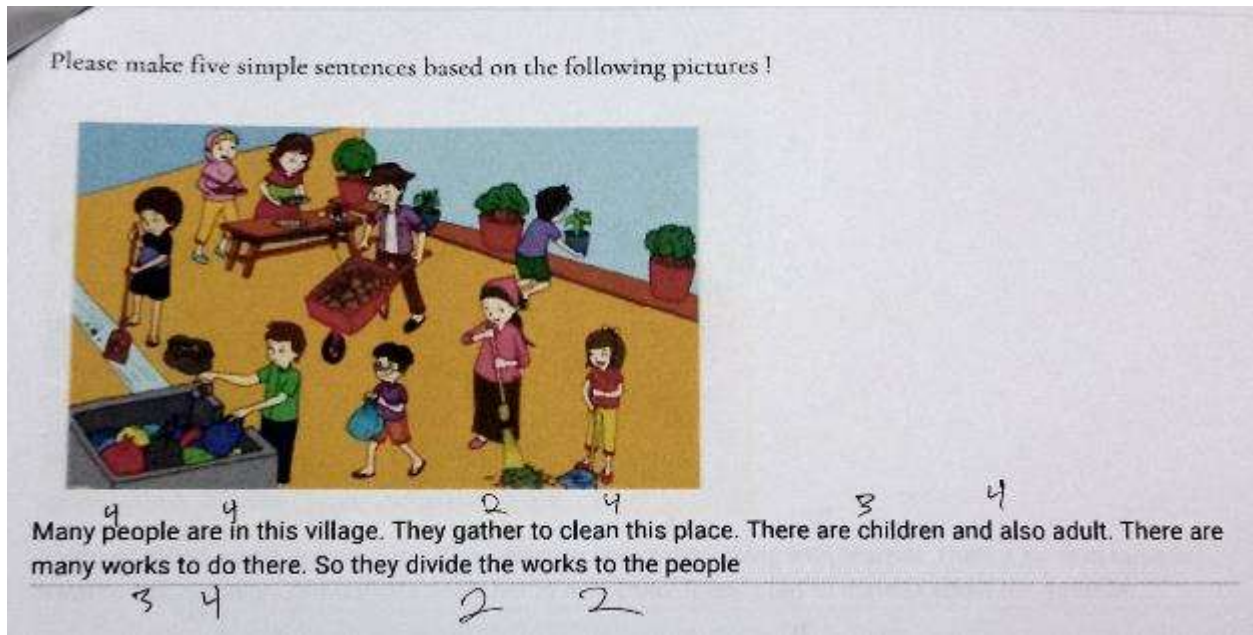 Please make five simple sentences based on the following pictures !
4 4 2 4 3 4
Many people are in this village. They gather to clean this place. There are children and also adult. There are
many works to do there. So they divide the works to the people
3 4 2 2